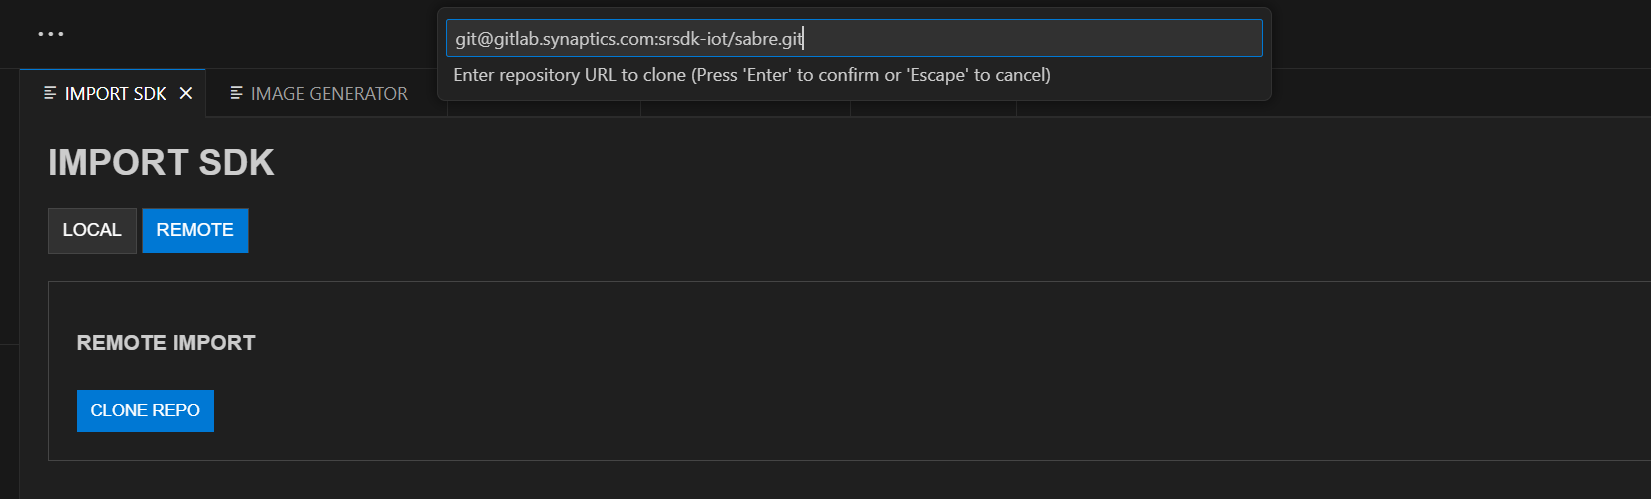 ...
git@gitlab.synaptics.com:srsdk-iot/sabre.git
Enter repository URL to clone (Press 'Enter' to confirm or 'Escape' to cancel)
IMPORT SDK
IMAGE GENERATOR
IMPORT SDK
LOCAL
REMOTE
REMOTE IMPORT
CLONE REPO